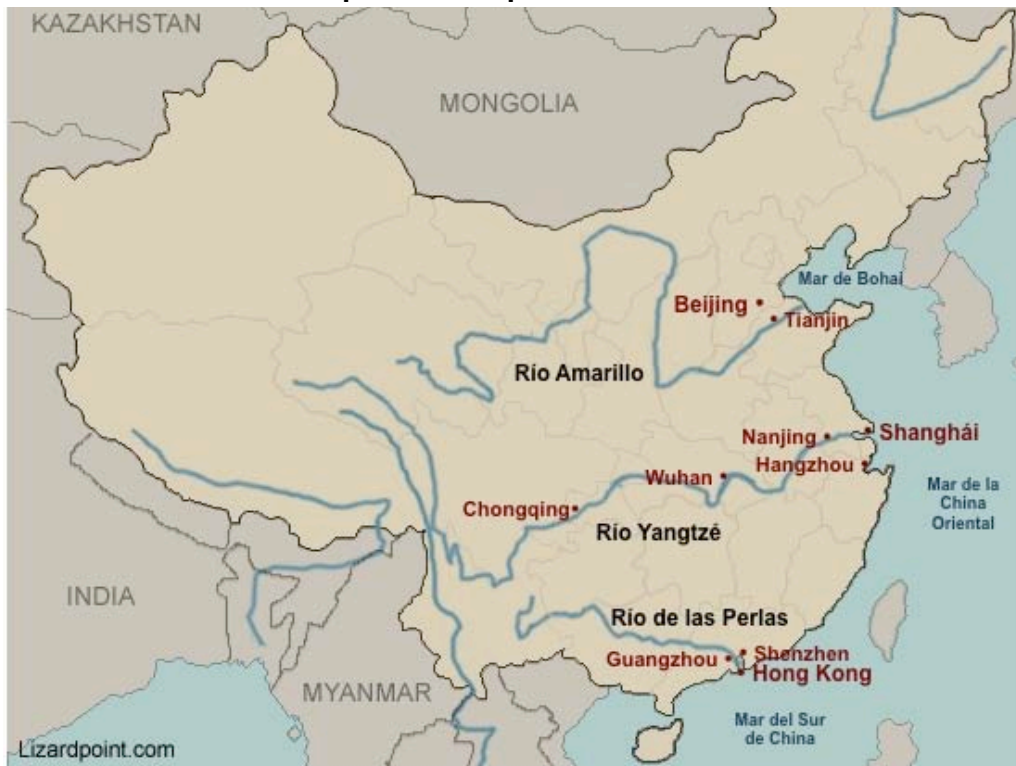 KAZAKHSTAN
MONGOLIA
Mar de Bohai
Beijing
Tianjin
Río Amarillo
Nanjing
Shanghái
Hangzhou
Wuhan
Mar de la
China
Oriental
Chongqing
Río Yangtzé
INDIA
Río de las Perlas
Guangzhou
Shenzhen
Hong Kong
MYANMAR
Mar del Sur
de China
Lizardpoint.com